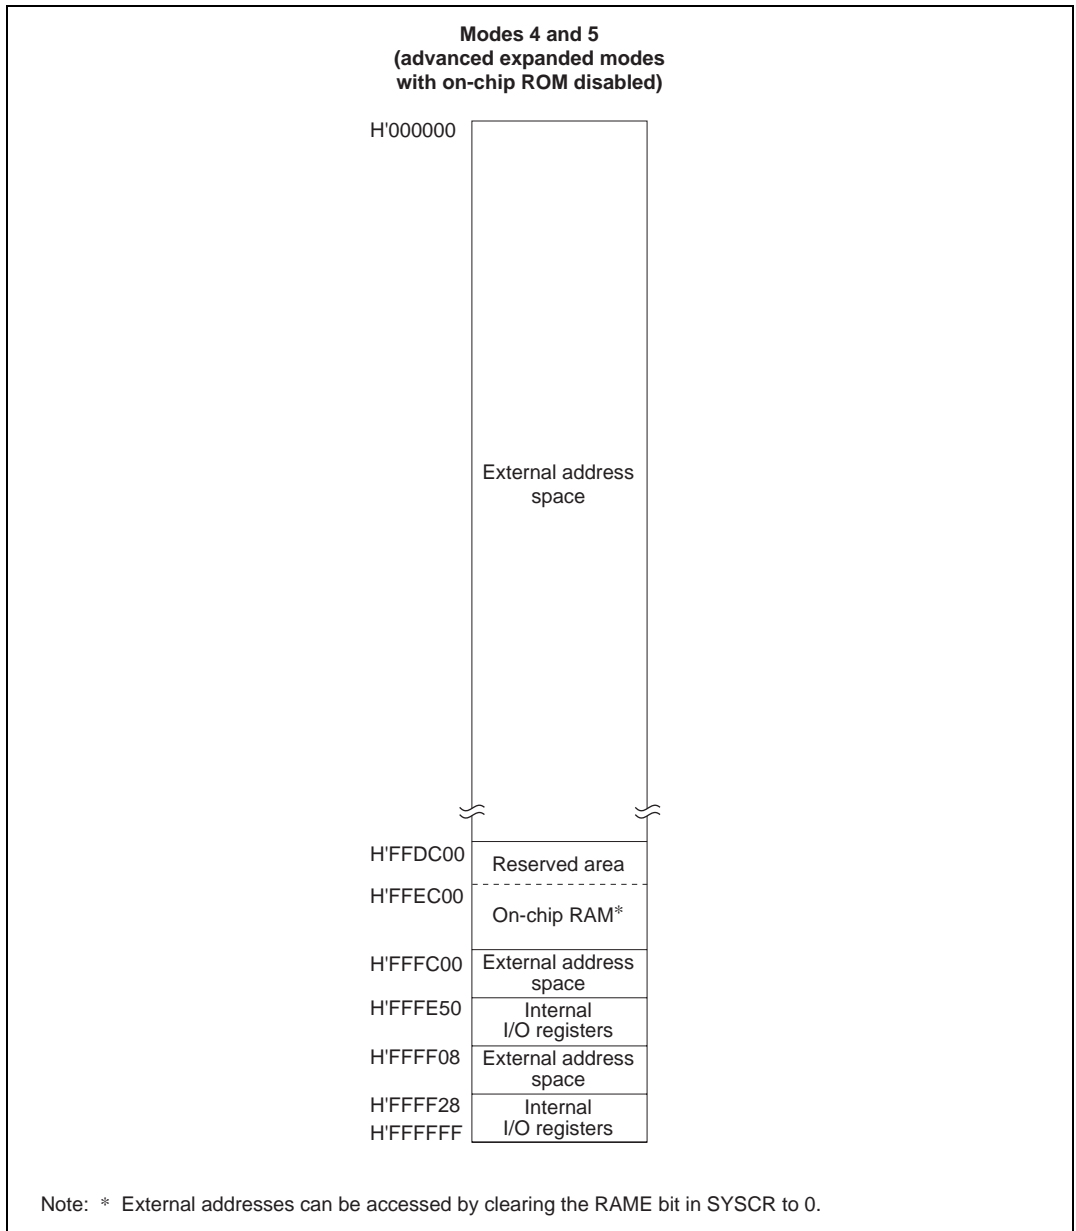 Modes 4 and 5
(advanced expanded modes
with on-chip ROM disabled)
H'000000
External address
space
H'FFDC00
Reserved area
H'FFEC00
On-chip RAM*
H'FFFC00
External address
space
H'FFFE50
Internal
I/O registers
H'FFFF08
External address
space
H'FFFF28
Internal
I/O registers
H'FFFFFF
Note: * External addresses can be accessed by clearing the RAME bit in SYSCR to 0.